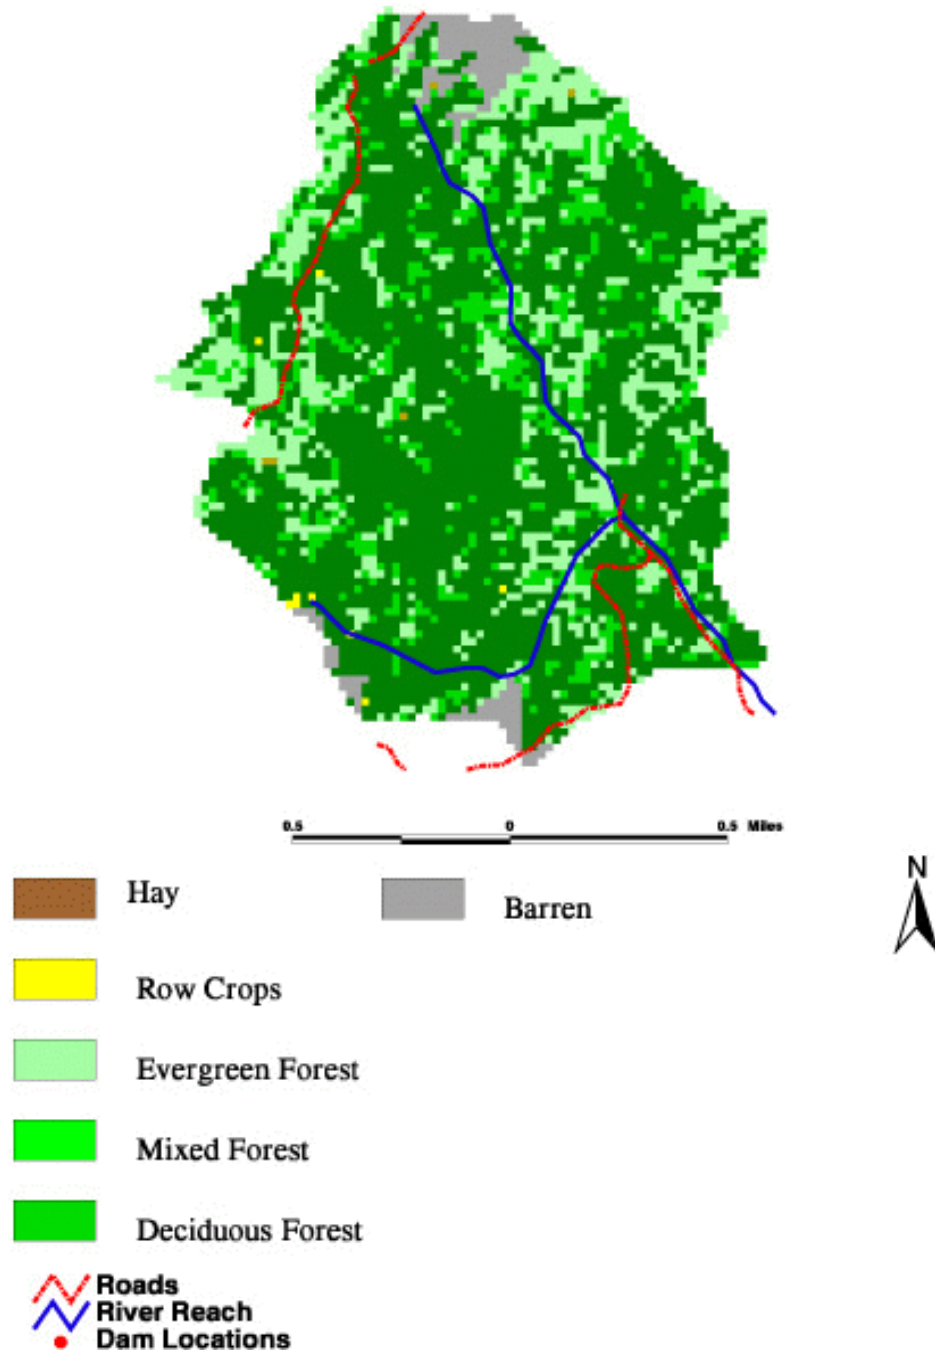 0.5 0 0.5 Miles
N
Hay
Barren
Row Crops
Evergreen Forest
Mixed Forest
Deciduous Forest
Roads
River Reach
Dam Locations